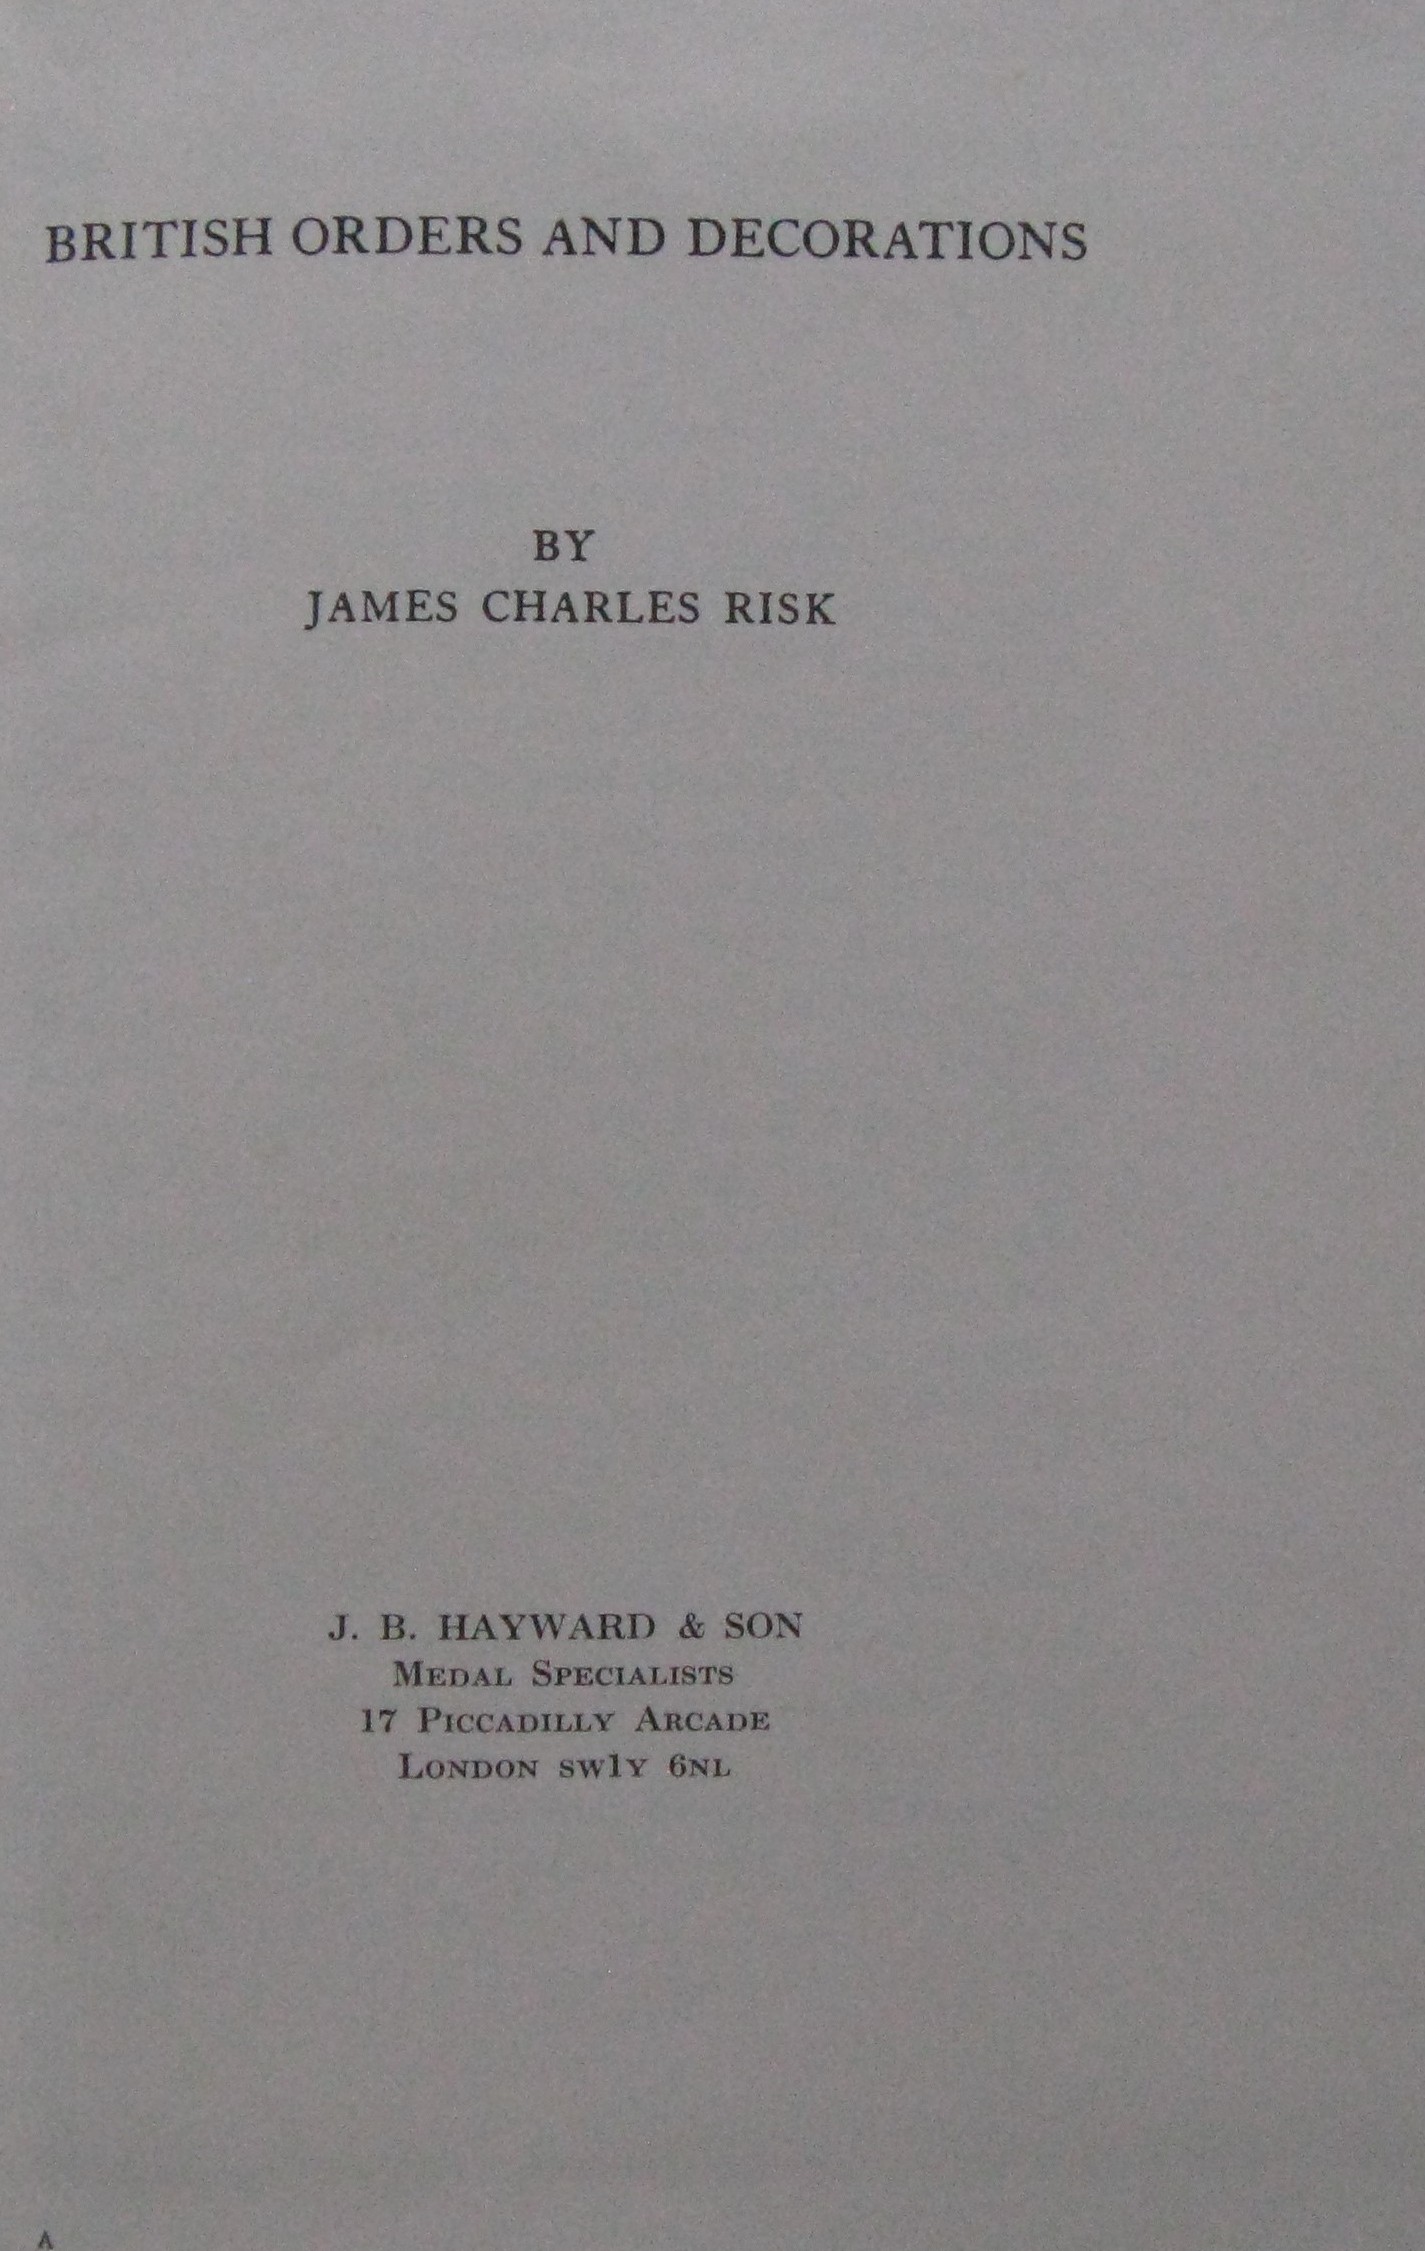 BRITISH ORDERS AND DECORATIONS
BY
JAMES CHARLES RISK
J. B. HAYWARD & SON
MEDAL SPECIALISTS
17 PICCADILLY ARCADE
LONDON SW1Y 6NL
A